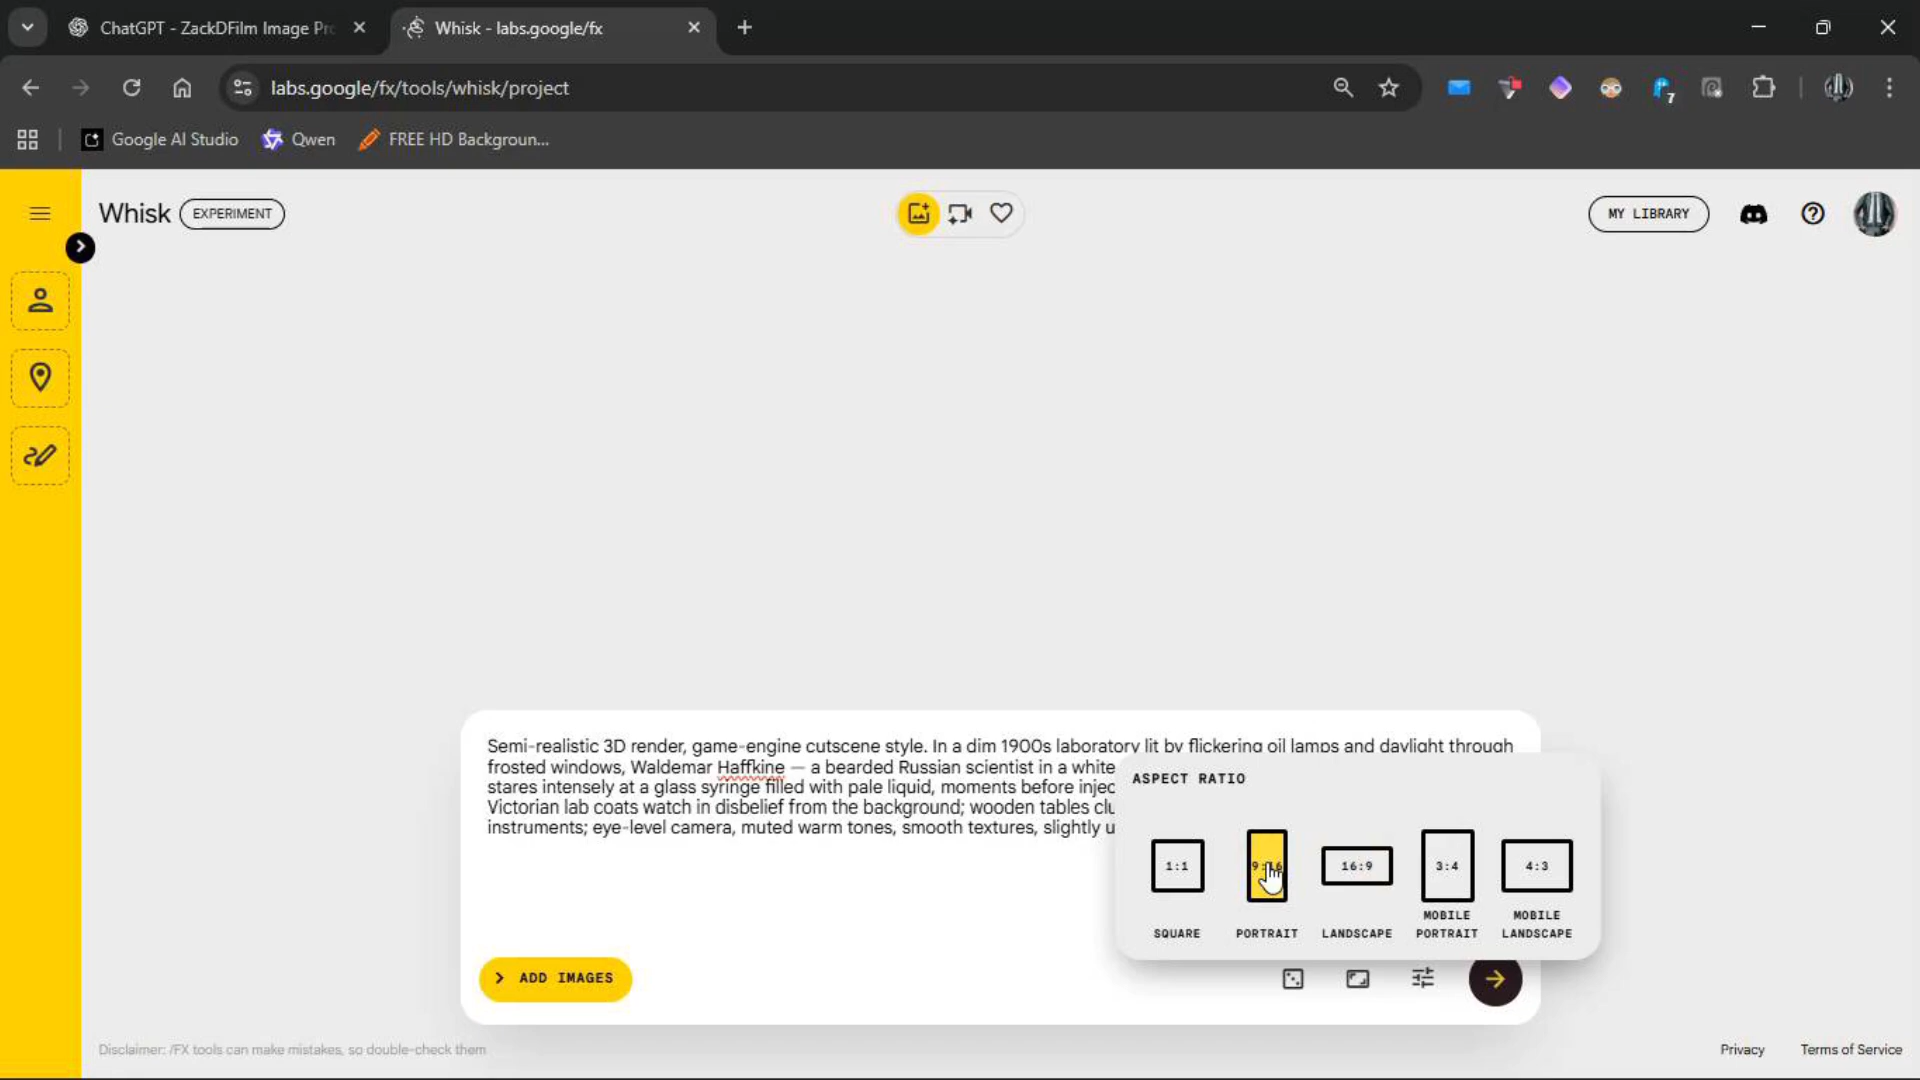 ChatGPT - ZackDFilm Image Pr
Whisk - labs.google/fx
labs.google/fx/tools/whisk/project
7
Google AI Studio
Qwen
FREE HD Backgroun...
Whisk
EXPERIMENT
MY LIBRARY
Semi-realistic 3D render, game-engine cutscene style. In a dim 1900s laboratory lit by flickering oil lamps and daylight through
frosted windows, Waldemar Haffkine — a bearded Russian scientist in a white
stares intensely at a glass syringe filled with pale liquid, moments before injec
Victorian lab coats watch in disbelief from the background; wooden tables clu
instruments; eye-level camera, muted warm tones, smooth textures, slightly u
ASPECT RATIO
1:1
9:16
16:9
3:4
4:3
SQUARE
PORTRAIT
LANDSCAPE
MOBILE PORTRAIT
MOBILE LANDSCAPE
ADD IMAGES
Disclaimer: /FX tools can make mistakes, so double-check them
Privacy
Terms of Service